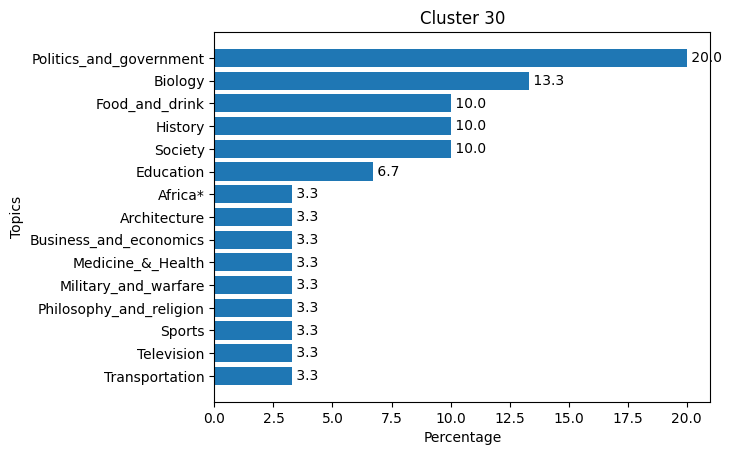 Cluster 30
Politics_and_government 20.0
Biology 13.3
Food_and_drink 10.0
History 10.0
Society 10.0
Education 6.7
Africa* 3.3
Architecture 3.3
Business_and_economics 3.3
Medicine_&_Health 3.3
Military_and_warfare 3.3
Philosophy_and_religion 3.3
Sports 3.3
Television 3.3
Transportation 3.3
Topics
0.0 2.5 5.0 7.5 10.0 12.5 15.0 17.5 20.0
Percentage